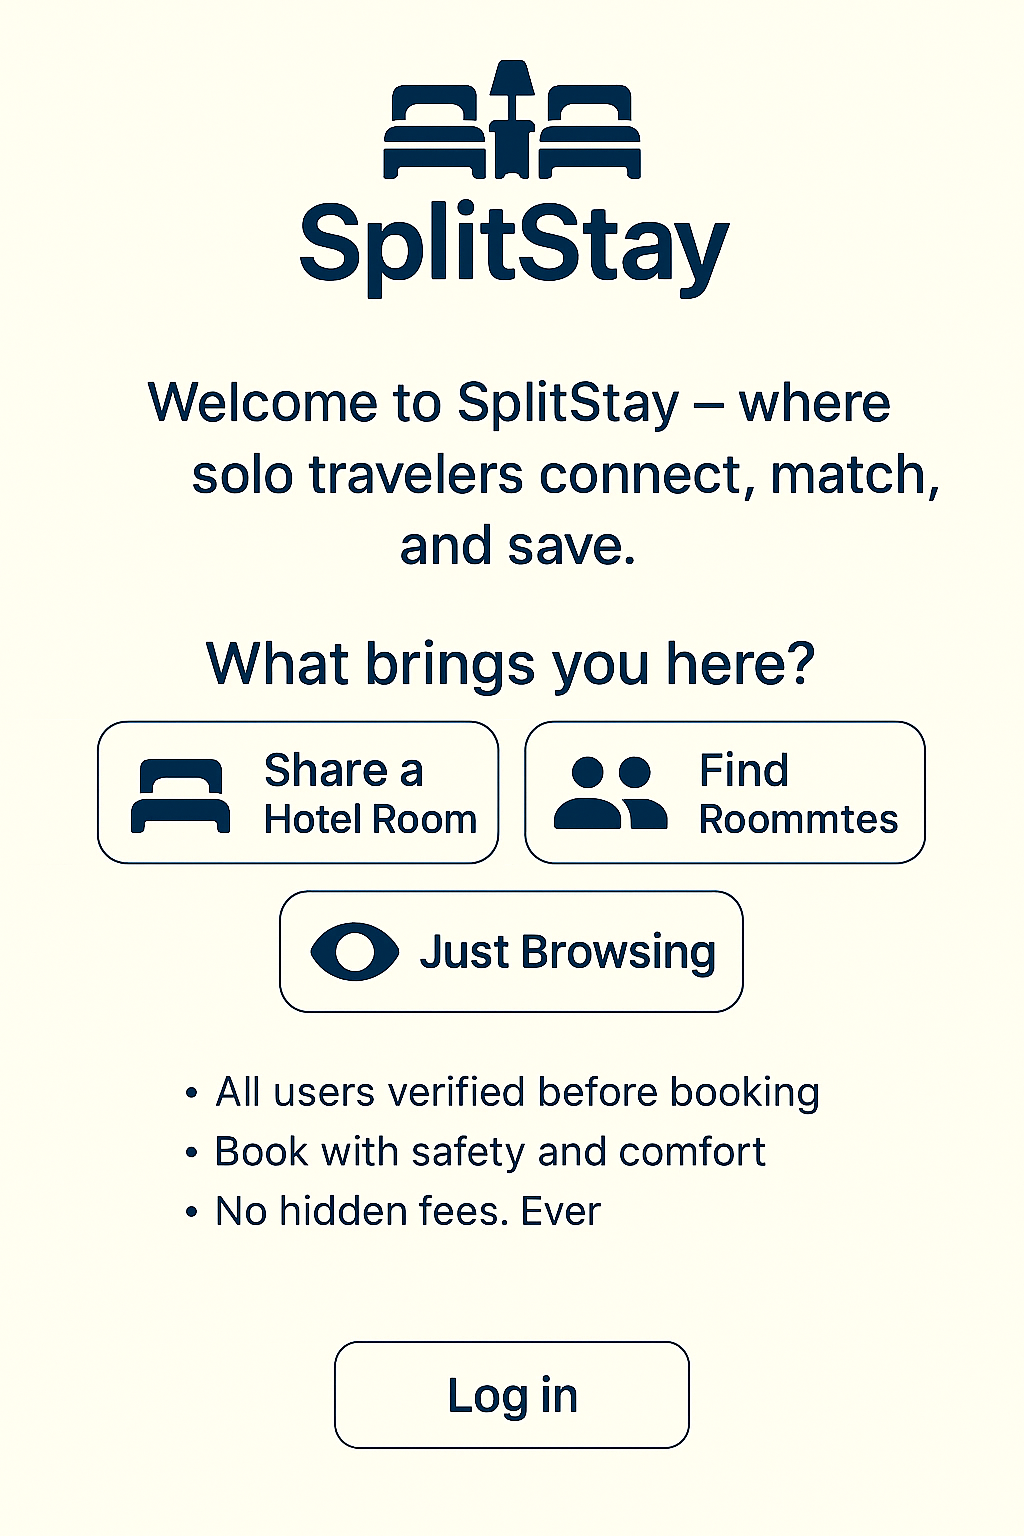 SplitStay
Welcome to SplitStay – where
solo travelers connect, match,
and save.
What brings you here?
Share a
Hotel Room
Find
Roommtes
Just Browsing
• All users verified before booking
• Book with safety and comfort
• No hidden fees. Ever
Log in